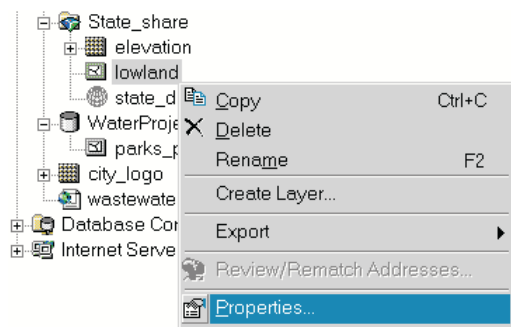 State_share
elevation
lowland
state_d
WaterProje
parks_p
city_logo
wastewate
Database Con
Internet Serve
Copy Ctrl+C
Delete
Rename F2
Create Layer...
Export
Review/Rematch Addresses...
Properties...